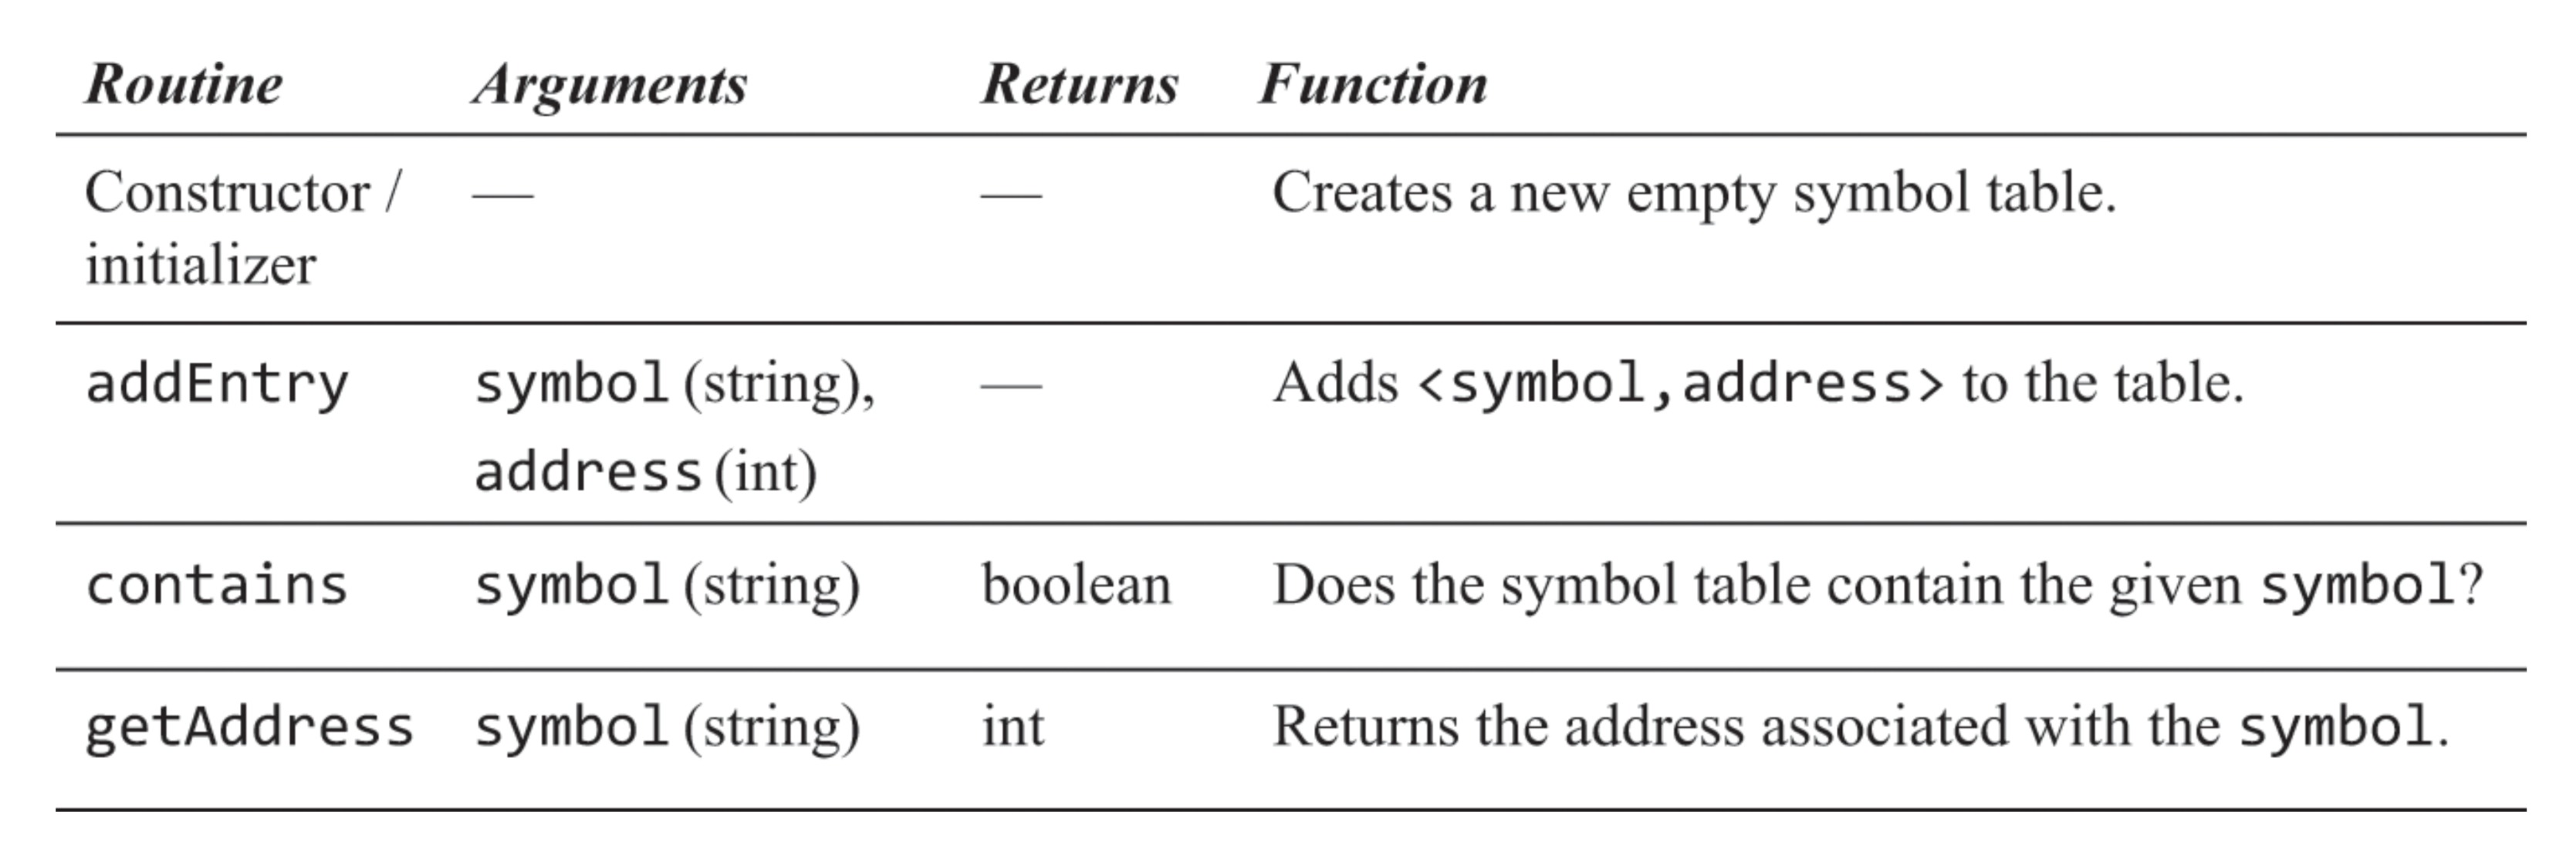 Routine Arguments Returns Function
Constructor / — — Creates a new empty symbol table.
initializer
addEntry symbol (string), — Adds <symbol,address> to the table.
address (int)
contains symbol (string) boolean Does the symbol table contain the given symbol?
getAddress symbol (string) int Returns the address associated with the symbol.